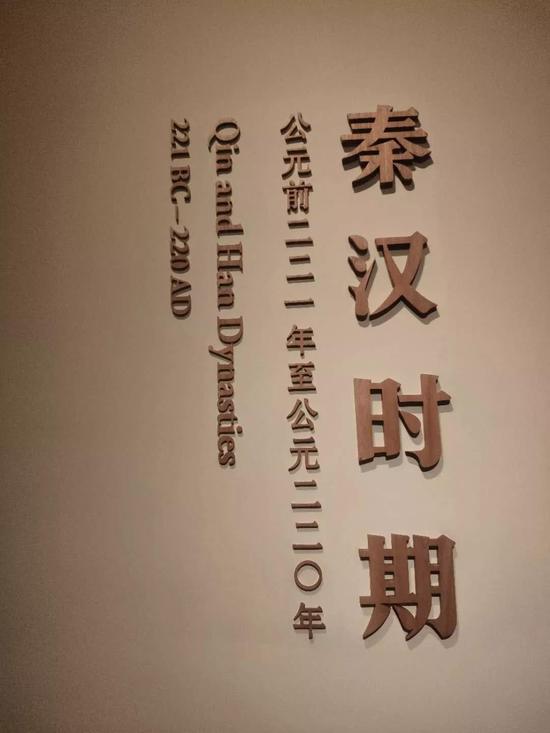 秦汉时期
公元前二二一年至公元二二〇年
Qin and Han Dynasties
221 BC—220 AD